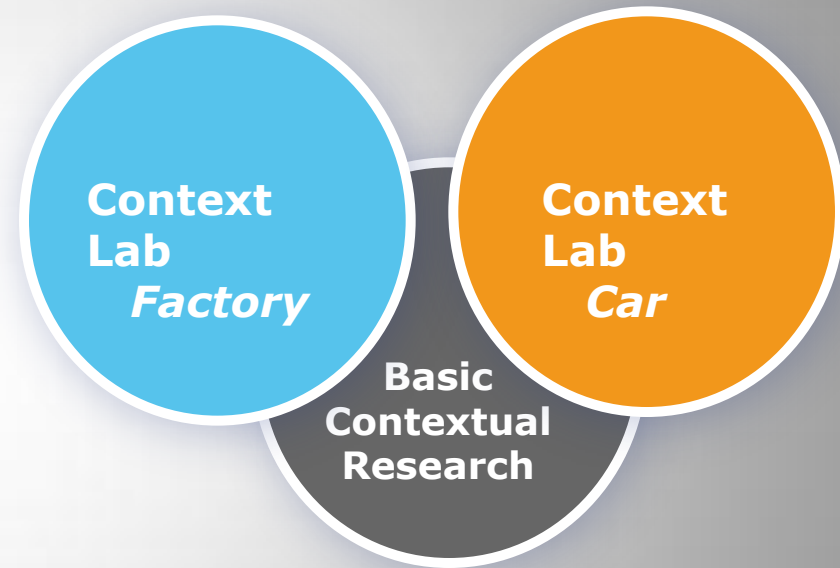 Context
Lab
Factory
Context
Lab
Car
Basic
Contextual
Research